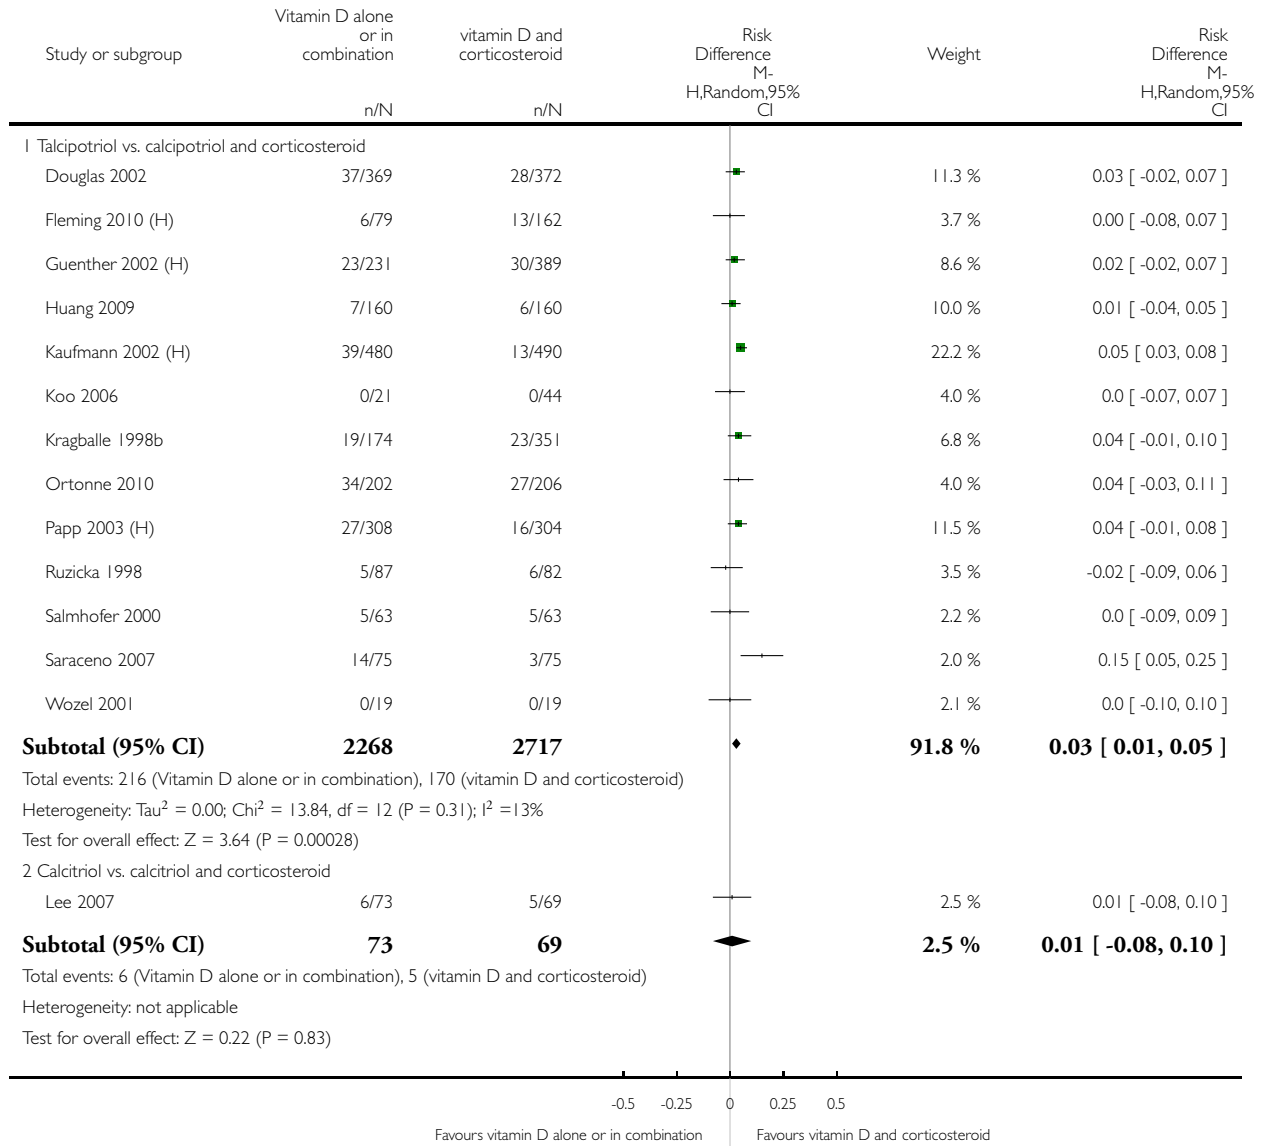 Study or subgroup
Vitamin D alone
or in
combination
vitamin D and
corticosteroid
Risk
Difference
Weight
Risk
Difference
n/N
n/N
M-
H,Random,95%
CI
M-
H,Random,95%
CI
1 Talcipotriol vs. calcipotriol and corticosteroid
Douglas 2002 37/369 28/372 11.3 % 0.03 [ -0.02, 0.07 ]
Fleming 2010 (H) 6/79 13/162 3.7 % 0.00 [ -0.08, 0.07 ]
Guenther 2002 (H) 23/231 30/389 8.6 % 0.02 [ -0.02, 0.07 ]
Huang 2009 7/160 6/160 10.0 % 0.01 [ -0.04, 0.05 ]
Kaufmann 2002 (H) 39/480 13/490 22.2 % 0.05 [ 0.03, 0.08 ]
Koo 2006 0/21 0/44 4.0 % 0.0 [ -0.07, 0.07 ]
Kragballe 1998b 19/174 23/351 6.8 % 0.04 [ -0.01, 0.10 ]
Ortonne 2010 34/202 27/206 4.0 % 0.04 [ -0.03, 0.11 ]
Papp 2003 (H) 27/308 16/304 11.5 % 0.04 [ -0.01, 0.08 ]
Ruzicka 1998 5/87 6/82 3.5 % -0.02 [ -0.09, 0.06 ]
Salmhofer 2000 5/63 5/63 2.2 % 0.0 [ -0.09, 0.09 ]
Saraceno 2007 14/75 3/75 2.0 % 0.15 [ 0.05, 0.25 ]
Wozel 2001 0/19 0/19 2.1 % 0.0 [ -0.10, 0.10 ]
Subtotal (95% CI) 2268 2717 91.8 % 0.03 [ 0.01, 0.05 ]
Total events: 216 (Vitamin D alone or in combination), 170 (vitamin D and corticosteroid)
Heterogeneity: Tau² = 0.00; Chi² = 13.84, df = 12 (P = 0.31); I² =13%
Test for overall effect: Z = 3.64 (P = 0.00028)
2 Calcitriol vs. calcitriol and corticosteroid
Lee 2007 6/73 5/69 2.5 % 0.01 [ -0.08, 0.10 ]
Subtotal (95% CI) 73 69 2.5 % 0.01 [ -0.08, 0.10 ]
Total events: 6 (Vitamin D alone or in combination), 5 (vitamin D and corticosteroid)
Heterogeneity: not applicable
Test for overall effect: Z = 0.22 (P = 0.83)
-0.5 -0.25 0 0.25 0.5
Favours vitamin D alone or in combination Favours vitamin D and corticosteroid